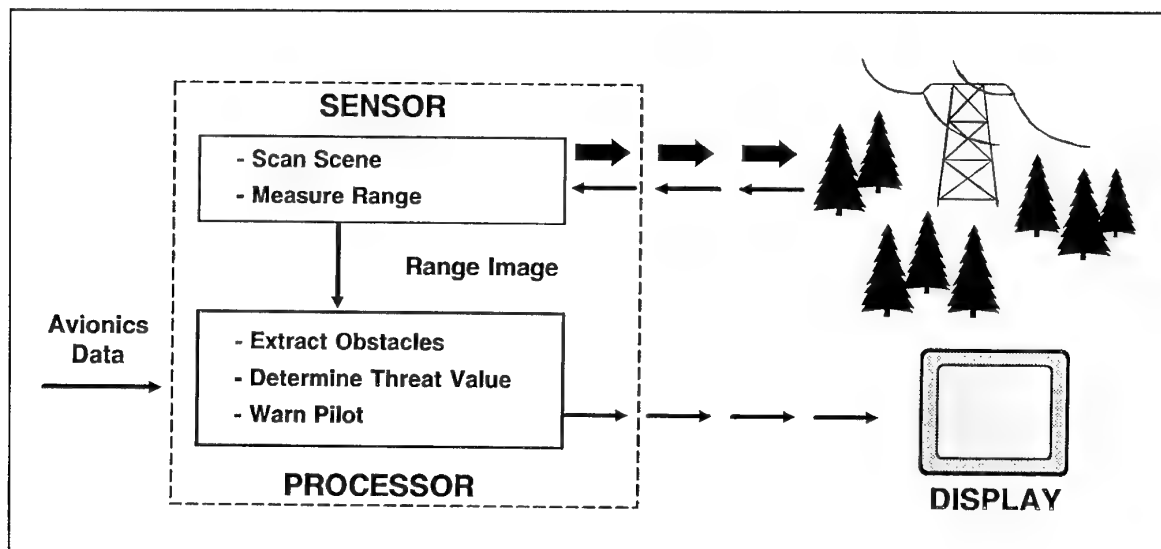 SENSOR
- Scan Scene
- Measure Range
Range Image
Avionics
Data
- Extract Obstacles
- Determine Threat Value
- Warn Pilot
PROCESSOR
DISPLAY